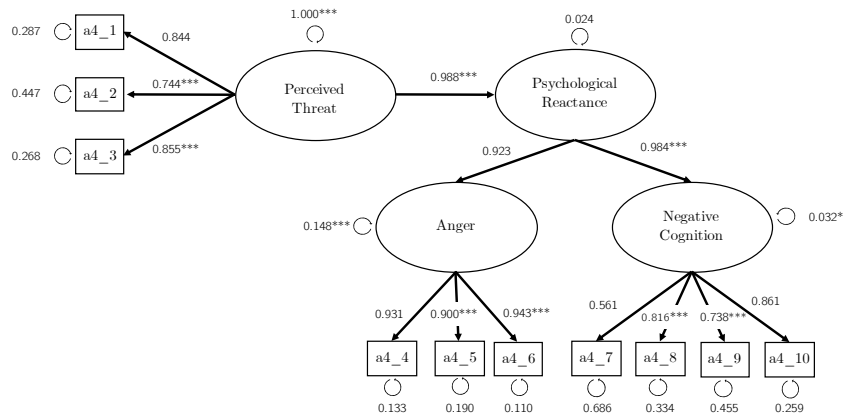 1.000***
0.024
0.287
a4_1
0.844
Perceived
Threat
0.988***
Psychological
Reactance
0.447
a4_2
0.744***
0.268
a4_3
0.855***
0.923
0.984***
0.148***
Anger
Negative
Cognition
0.032*
0.931
0.900***
0.943***
0.561
0.816***
0.738***
0.861
a4_4
a4_5
a4_6
a4_7
a4_8
a4_9
a4_10
0.133
0.190
0.110
0.686
0.334
0.455
0.259